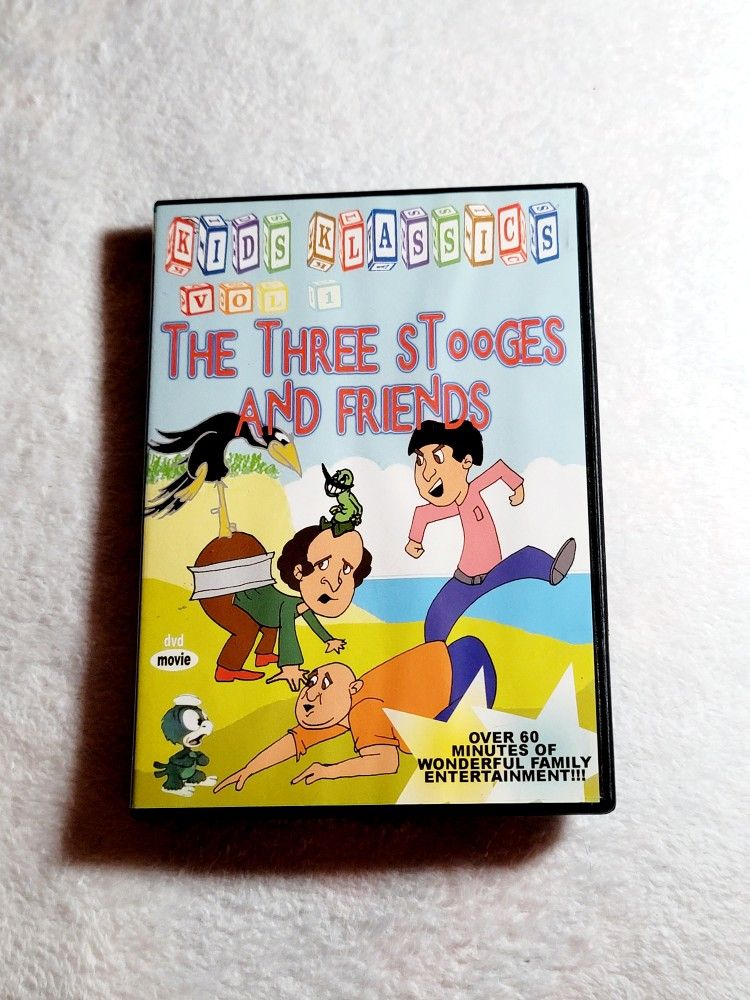 KIDS KLASSICS
VOL 1
THE THREE STOOGES
AND FRIENDS
dvd
movie
OVER 60
MINUTES OF
WONDERFUL FAMILY
ENTERTAINMENT!!!